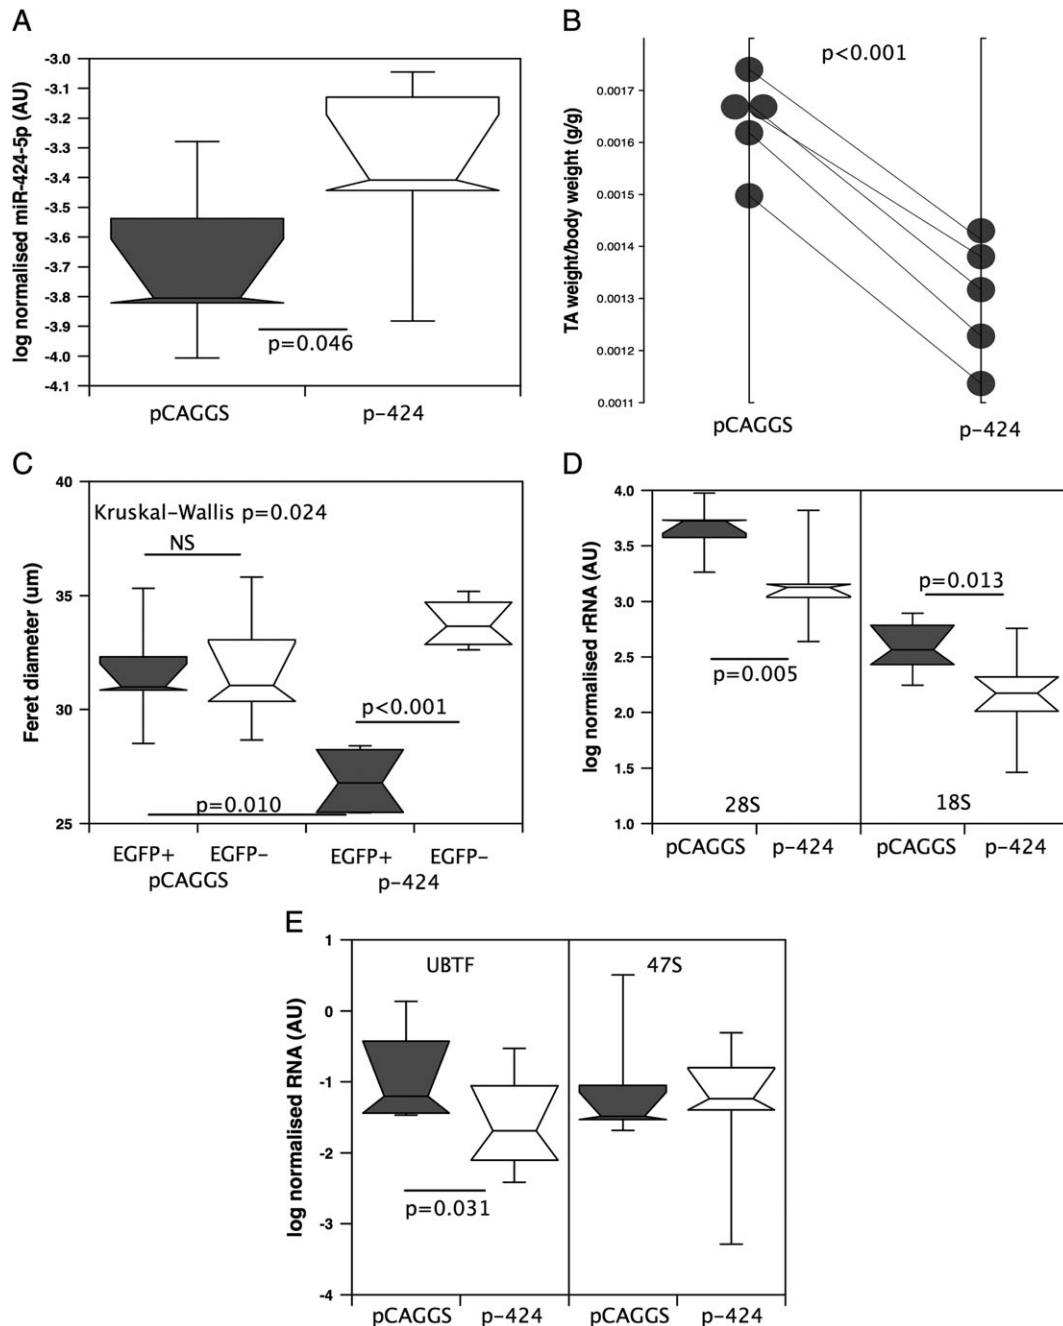 A
-3.0
-3.1
-3.2
-3.3
-3.4
-3.5
-3.6
-3.7
-3.8
-3.9
-4.0
-4.1
log normalised miR-424-5p (AU)
p=0.046
pCAGGS p-424
B
p<0.001
0.0017
0.0016
0.0015
0.0014
0.0013
0.0012
0.0011
TA weight/body weight (g/g)
pCAGGS p-424
C
40
35
30
25
Feret diameter (um)
Kruskal-Wallis p=0.024
NS
p<0.001
p=0.010
EGFP+ EGFP- EGFP+ EGFP-
pCAGGS p-424
D
4.0
3.5
3.0
2.5
2.0
1.5
1.0
log normalised rRNA (AU)
p=0.013
p=0.005
28S 18S
pCAGGS p-424 pCAGGS p-424
E
1
0
-1
-2
-3
-4
log normalised RNA (AU)
UBTF 47S
p=0.031
pCAGGS p-424 pCAGGS p-424